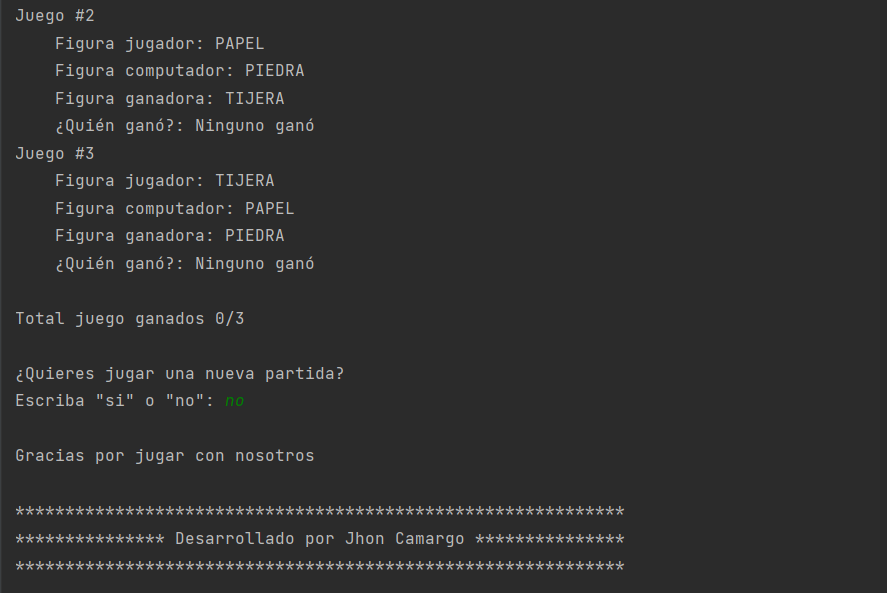 Juego #2
Figura jugador: PAPEL
Figura computador: PIEDRA
Figura ganadora: TIJERA
¿Quién ganó?: Ninguno ganó
Juego #3
Figura jugador: TIJERA
Figura computador: PAPEL
Figura ganadora: PIEDRA
¿Quién ganó?: Ninguno ganó
Total juego ganados 0/3
¿Quieres jugar una nueva partida?
Escriba "si" o "no": no
Gracias por jugar con nosotros
*************************************************************
*************** Desarrollado por Jhon Camargo ***************
*************************************************************